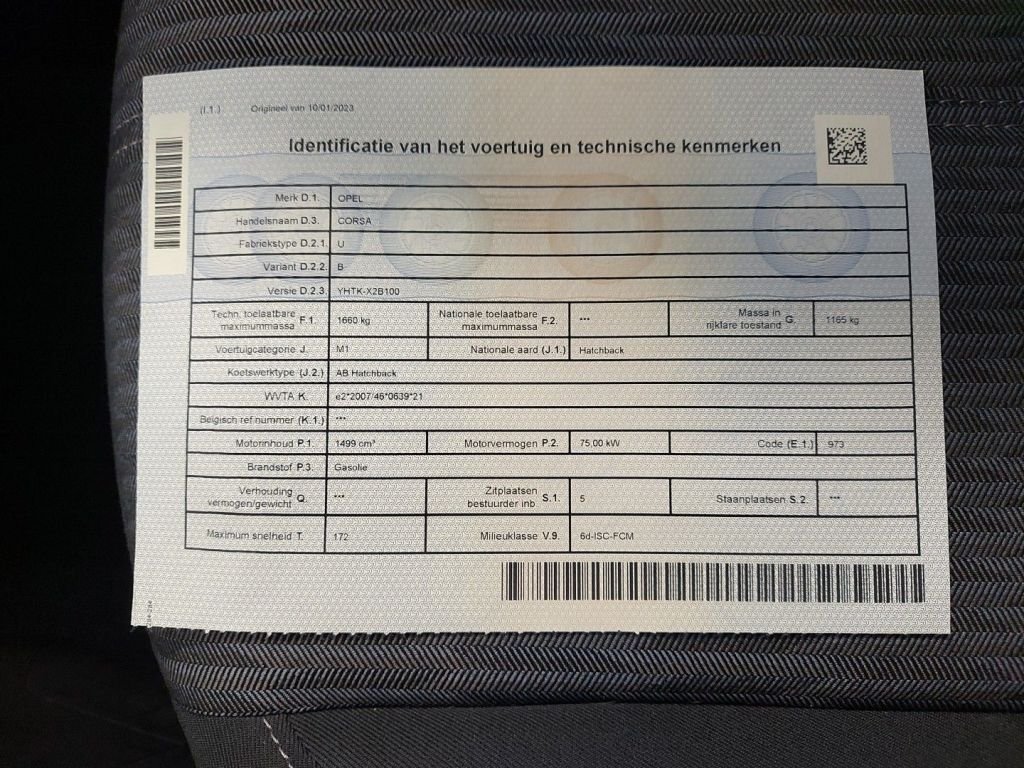 (I.1.) Origineel van 10/01/2023
Identificatie van het voertuig en technische kenmerken
Merk D.1. OPEL
Handelsnaam D.3. CORSA
Fabriekstype D.2.1. U
Variant D.2.2. B
Versie D.2.3. YHTK-X2B100
Techn. toelaatbare maximummassa F.1. 1660 kg Nationale toelaatbare maximummassa F.2. *** Massa in rijklare toestand G. 1165 kg
Voertuigcategorie J. M1 Nationale aard (J.1.) Hatchback
Koetswerktype (J.2.) AB Hatchback
WVTA K. e2*2007/46*0639*21
Belgisch ref.nummer (K.1.) ***
Motorinhoud P.1. 1499 cm³ Motorvermogen P.2. 75,00 kW Code (E.1.) 973
Brandstof P.3. Gasolie
Verhouding vermogen/gewicht Q. *** Zitplaatsen bestuurder inb. S.1. 5 Staanplaatsen S.2. ***
Maximum snelheid T. 172 Milieuklasse V.9. 6d-ISC-FCM